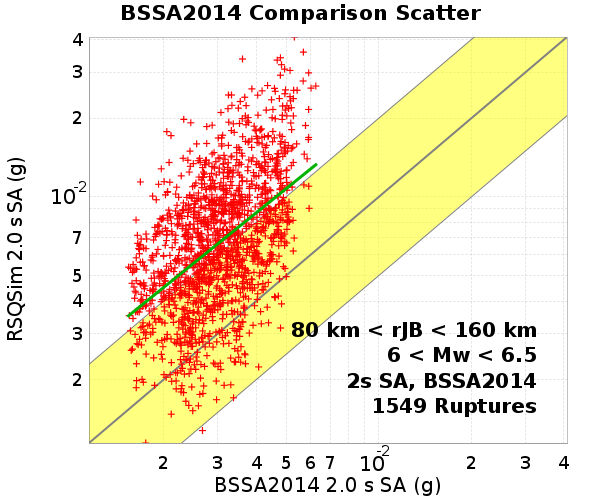 BSSA2014 Comparison Scatter
RSQSim 2.0 s SA (g)
4
3
2
10-2
7
5
4
3
2
80 km < rJB < 160 km
6 < Mw < 6.5
2s SA, BSSA2014
1549 Ruptures
2 3 4 5 6 7 10-2 2 3 4
BSSA2014 2.0 s SA (g)